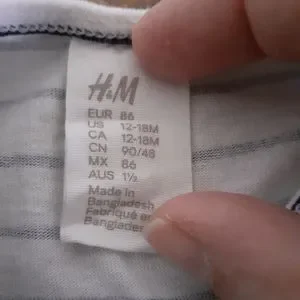 H&M
EUR 86
US 12-18M
CA 12-18M
CN 90/48
MX 86
AUS 1½
Made in
Bangladesh
Fabriqué au